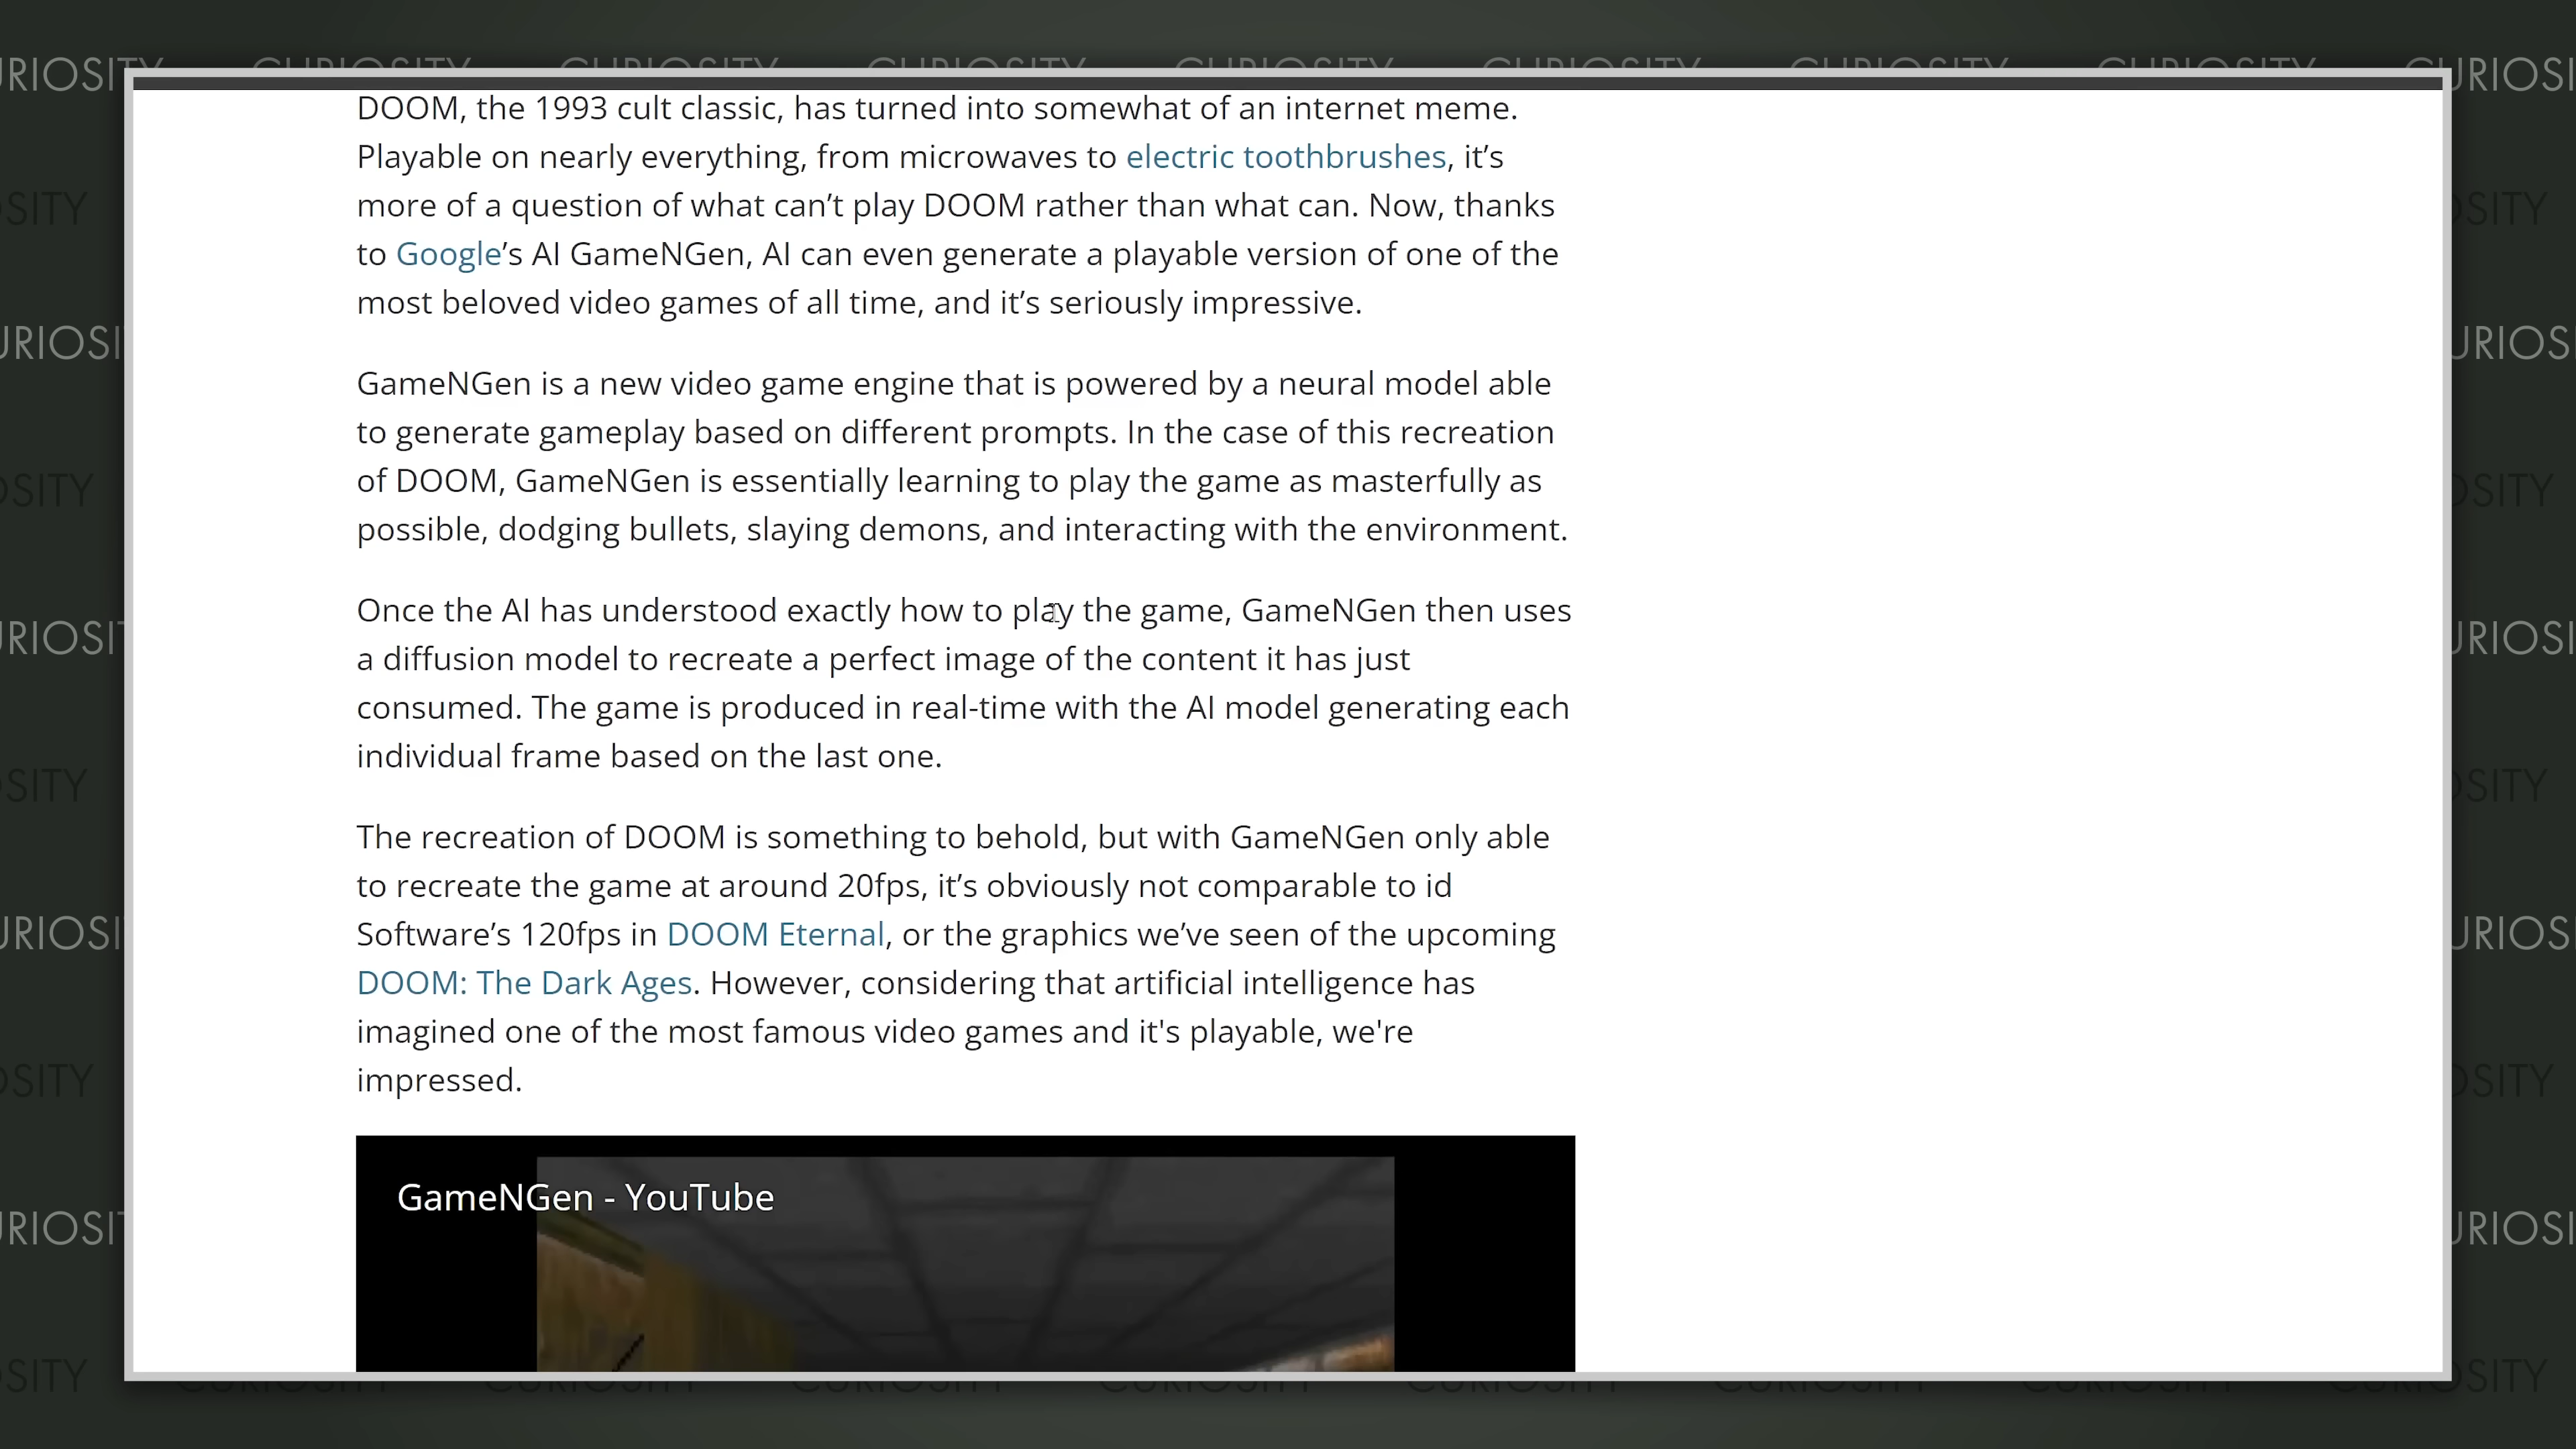 DOOM, the 1993 cult classic, has turned into somewhat of an internet meme.
Playable on nearly everything, from microwaves to electric toothbrushes, it’s
more of a question of what can’t play DOOM rather than what can. Now, thanks
to Google’s AI GameNGen, AI can even generate a playable version of one of the
most beloved video games of all time, and it’s seriously impressive.
GameNGen is a new video game engine that is powered by a neural model able
to generate gameplay based on different prompts. In the case of this recreation
of DOOM, GameNGen is essentially learning to play the game as masterfully as
possible, dodging bullets, slaying demons, and interacting with the environment.
Once the AI has understood exactly how to play the game, GameNGen then uses
a diffusion model to recreate a perfect image of the content it has just
consumed. The game is produced in real-time with the AI model generating each
individual frame based on the last one.
The recreation of DOOM is something to behold, but with GameNGen only able
to recreate the game at around 20fps, it’s obviously not comparable to id
Software’s 120fps in DOOM Eternal, or the graphics we’ve seen of the upcoming
DOOM: The Dark Ages. However, considering that artificial intelligence has
imagined one of the most famous video games and it's playable, we're
impressed.
GameNGen - YouTube